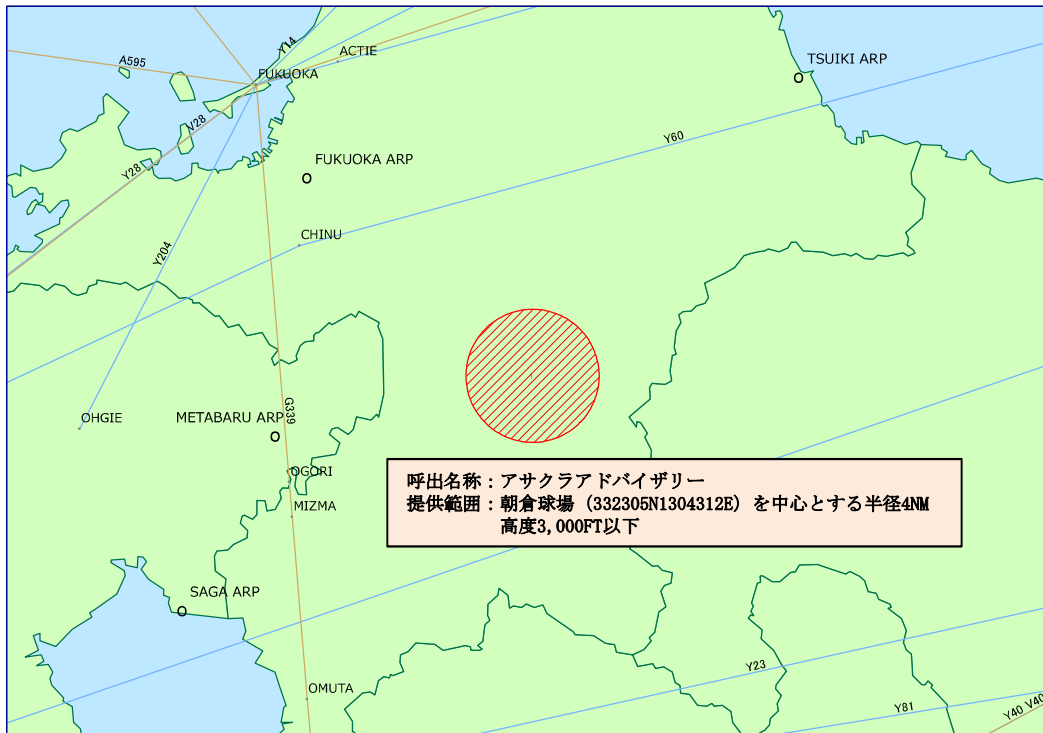 Y14
ACTIE
A595
FUKUOKA
TSUIKI ARP
V28
Y60
Y28
FUKUOKA ARP
CHINU
Y204
G339
OHGIE
METABARU ARP
OGORI
呼出名称：アサクラアドバイザリー
提供範囲：朝倉球場（332305N1304312E）を中心とする半径4NM
高度3,000FT以下
MIZMA
SAGA ARP
Y23
OMUTA
Y81
Y40 V40